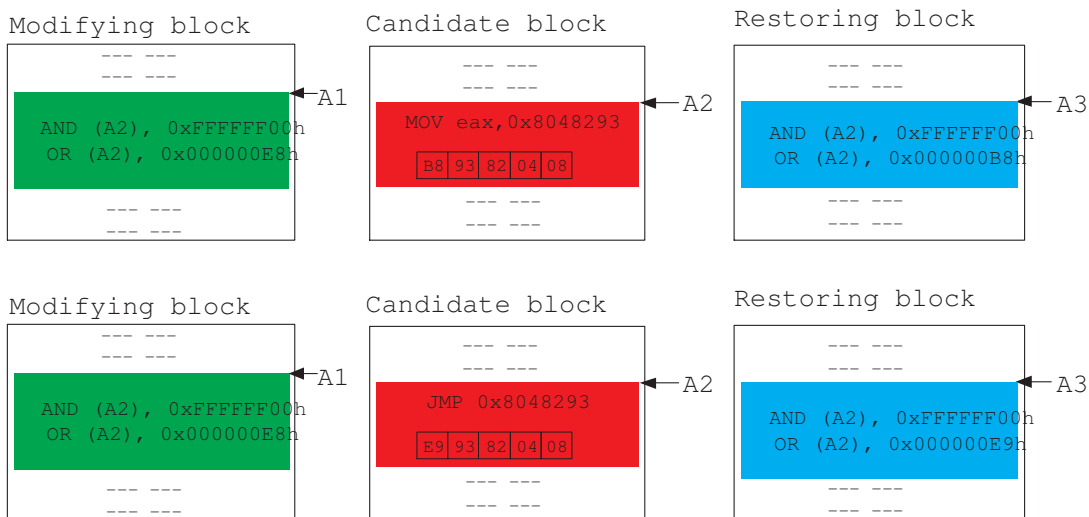 Modifying block
--- ---
--- ---
A1
AND (A2), 0xFFFFFF00h
OR (A2), 0x000000E8h
--- ---
--- ---
Candidate block
--- ---
--- ---
A2
MOV eax,0x8048293
B8 93 82 04 08
--- ---
--- ---
Restoring block
--- ---
--- ---
A3
AND (A2), 0xFFFFFF00h
OR (A2), 0x000000B8h
--- ---
--- ---
Modifying block
--- ---
--- ---
A1
AND (A2), 0xFFFFFF00h
OR (A2), 0x000000E8h
--- ---
--- ---
Candidate block
--- ---
--- ---
A2
JMP 0x8048293
E9 93 82 04 08
--- ---
--- ---
Restoring block
--- ---
--- ---
A3
AND (A2), 0xFFFFFF00h
OR (A2), 0x000000E9h
--- ---
--- ---